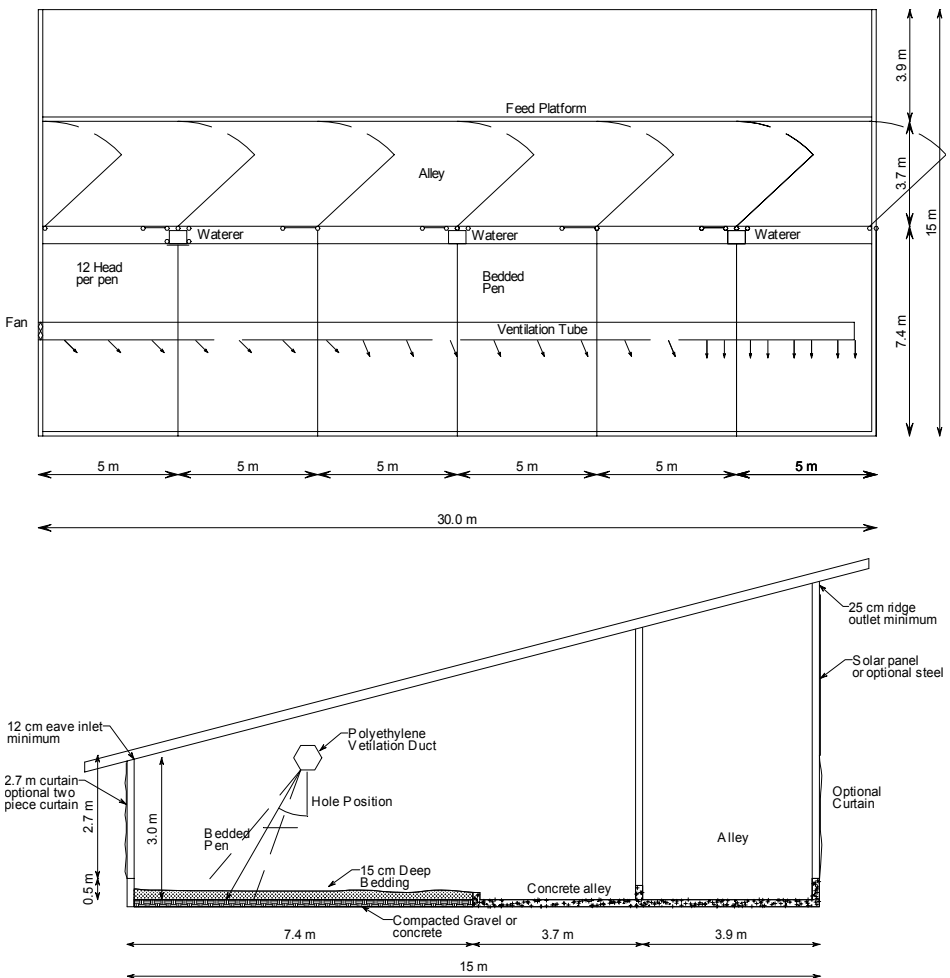 3.9 m
Feed Platform
Alley
3.7 m
15 m
Waterer
Waterer
Waterer
12 Head
per pen
Bedded
Pen
Fan
Ventilation Tube
7.4 m
5 m
5 m
5 m
5 m
5 m
5 m
30.0 m
25 cm ridge
outlet minimum
Solar panel
or optional steel
12 cm eave inlet
minimum
Polyethylene
Vetilation Duct
2.7 m curtain
optional two
piece curtain
2.7 m
3.0 m
Hole Position
Optional
Curtain
Bedded
Pen
Alley
0.5 m
15 cm Deep
Bedding
Concrete alley
Compacted Gravel or
concrete
7.4 m
3.7 m
3.9 m
15 m